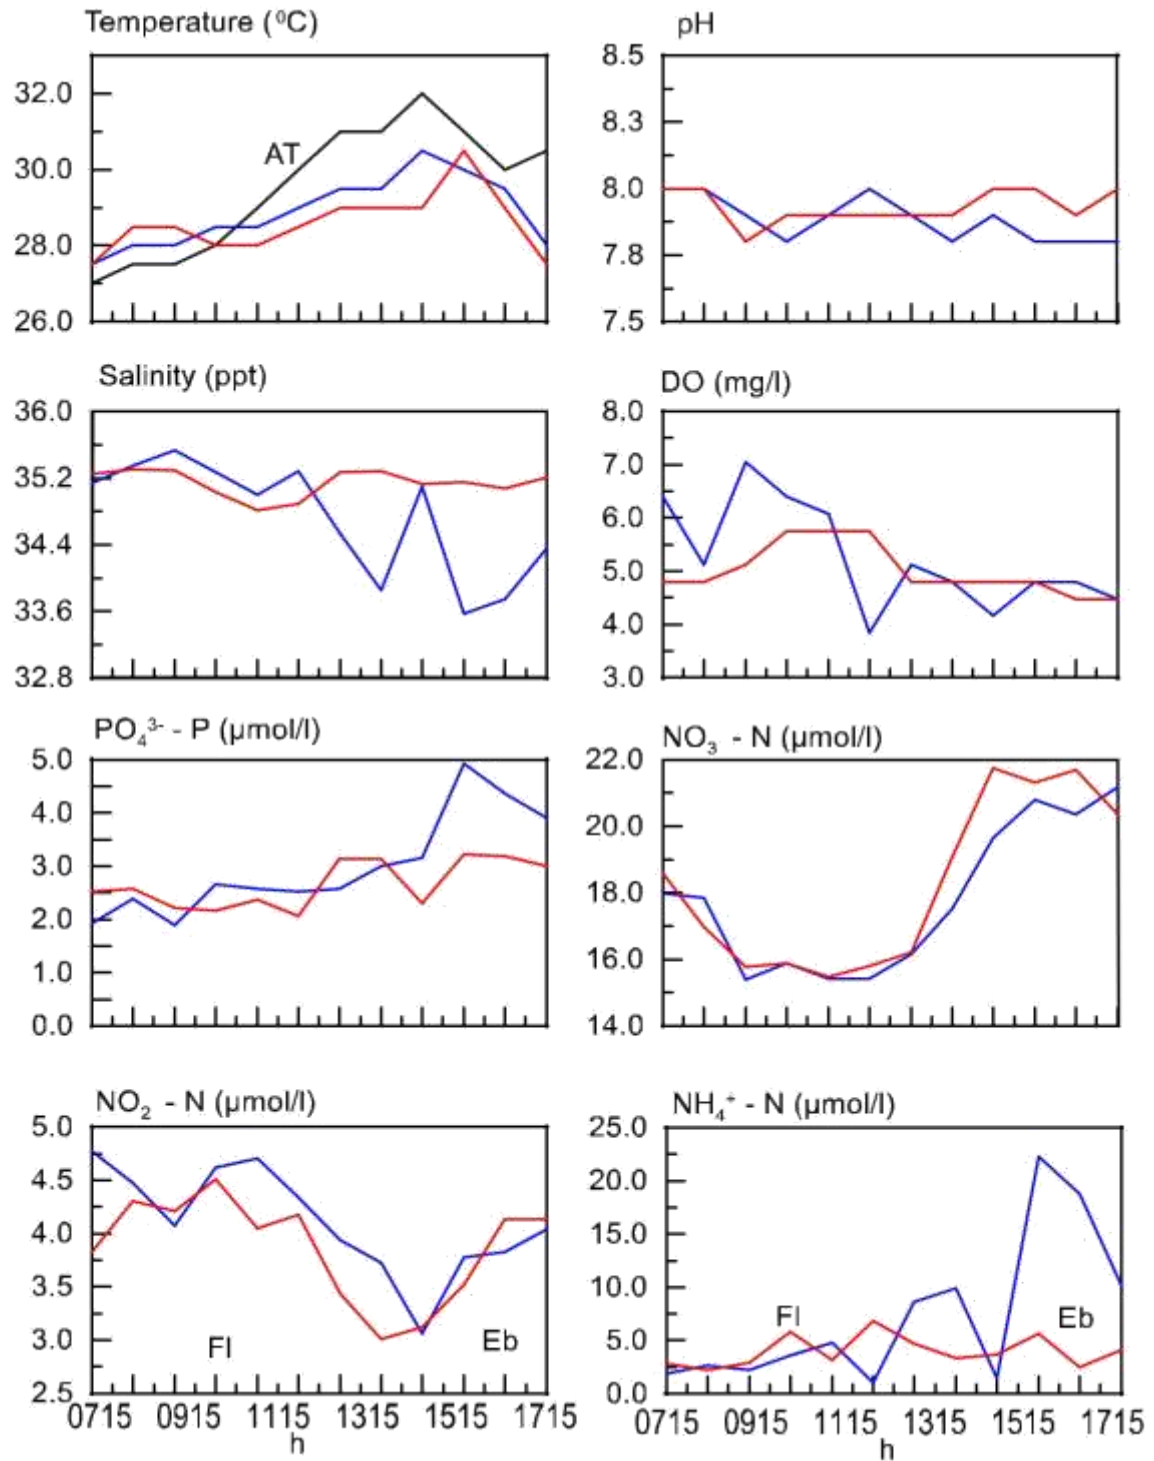 Temperature (⁰C)
32.0
30.0
28.0
26.0
AT
pH
8.5
8.3
8.0
7.8
7.5
Salinity (ppt)
36.0
35.2
34.4
33.6
32.8
DO (mg/l)
8.0
7.0
6.0
5.0
4.0
3.0
PO₄³⁻ - P (µmol/l)
5.0
4.0
3.0
2.0
1.0
0.0
NO₃ - N (µmol/l)
22.0
20.0
18.0
16.0
14.0
NO₂ - N (µmol/l)
5.0
4.5
4.0
3.5
3.0
2.5
Fl
Eb
0715 0915 1115 1315 1515 1715
h
NH₄⁺ - N (µmol/l)
25.0
20.0
15.0
10.0
5.0
0.0
Fl
Eb
0715 0915 1115 1315 1515 1715
h